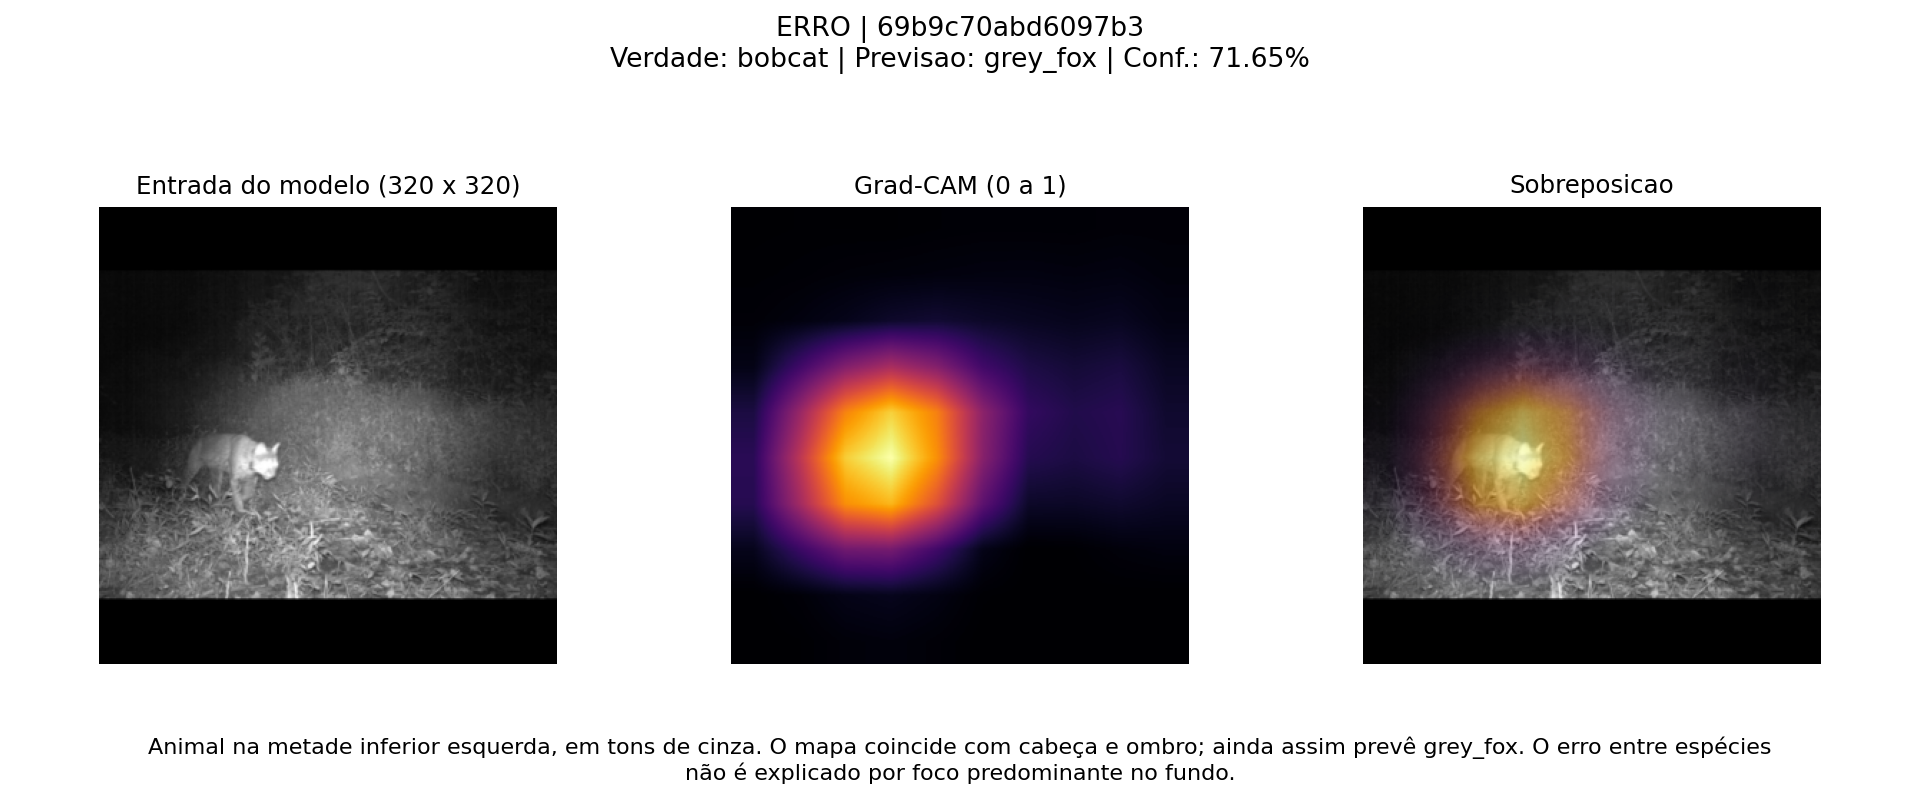 ERRO | 69b9c70abd6097b3
Verdade: bobcat | Previsao: grey_fox | Conf.: 71.65%
Entrada do modelo (320 x 320)
Grad-CAM (0 a 1)
Sobreposicao
Animal na metade inferior esquerda, em tons de cinza. O mapa coincide com cabeça e ombro; ainda assim prevê grey_fox. O erro entre espécies
não é explicado por foco predominante no fundo.